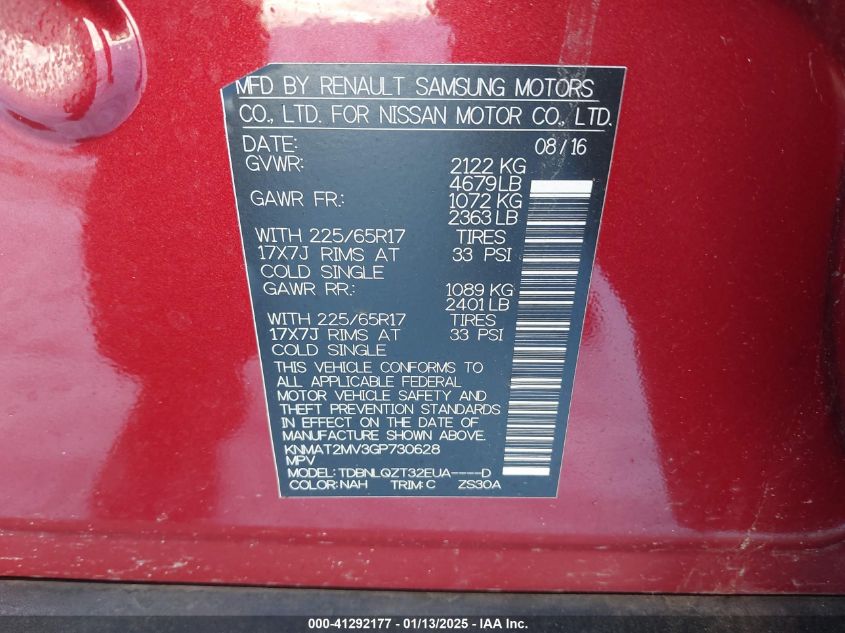 MFD BY RENAULT SAMSUNG MOTORS
CO., LTD. FOR NISSAN MOTOR CO., LTD.
DATE: 08/16
GVWR: 2122 KG
4679LB
GAWR FR: 1072 KG
2363LB
WITH 225/65R17 TIRES
17X7J RIMS AT 33 PSI
COLD SINGLE
GAWR RR: 1089 KG
2401LB
WITH 225/65R17 TIRES
17X7J RIMS AT 33 PSI
COLD SINGLE
THIS VEHICLE CONFORMS TO
ALL APPLICABLE FEDERAL
MOTOR VEHICLE SAFETY AND
THEFT PREVENTION STANDARDS
IN EFFECT ON THE DATE OF
MANUFACTURE SHOWN ABOVE.
KNMAT2MV3GP730628
MPV
MODEL: TDBNLQZT32EUA----D
COLOR: NAH TRIM: C ZS30A
000-41292177 - 01/13/2025 - IAA Inc.